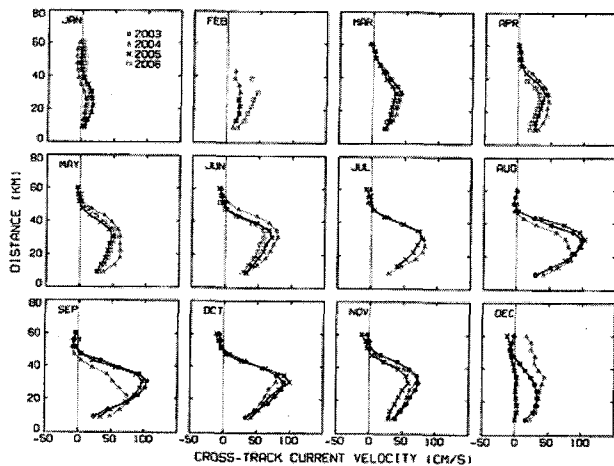 JAN
FEB
MAR
APR
× 2003
2004
× 2005
2006
80
60
40
20
0
MAY
JUN
JUL
AUG
80
60
40
20
0
SEP
OCT
NOV
DEC
80
60
40
20
0
DISTANCE (KM)
-50 0 50 100 -50 0 50 100 -50 0 50 100 -50 0 50 100 150
CROSS-TRACK CURRENT VELOCITY (CM/S)